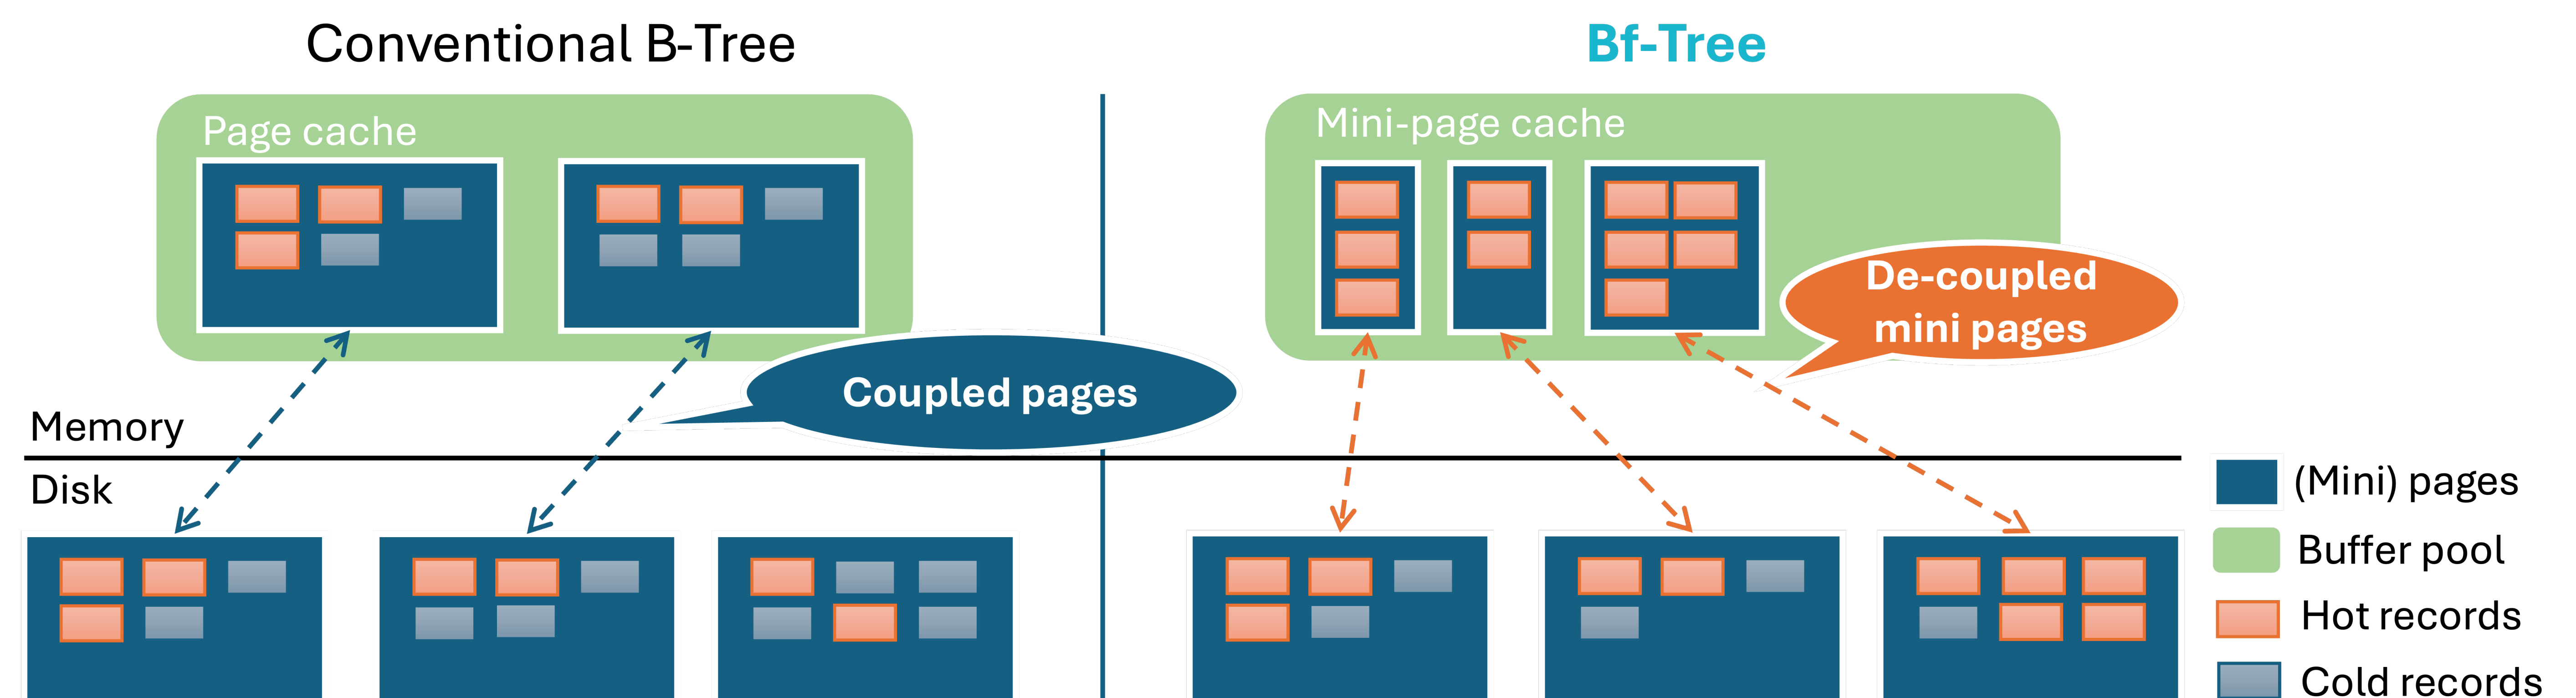 Conventional B-Tree
Bf-Tree
Page cache
Mini-page cache
De-coupled
mini pages
Coupled pages
Memory
Disk
(Mini) pages
Buffer pool
Hot records
Cold records